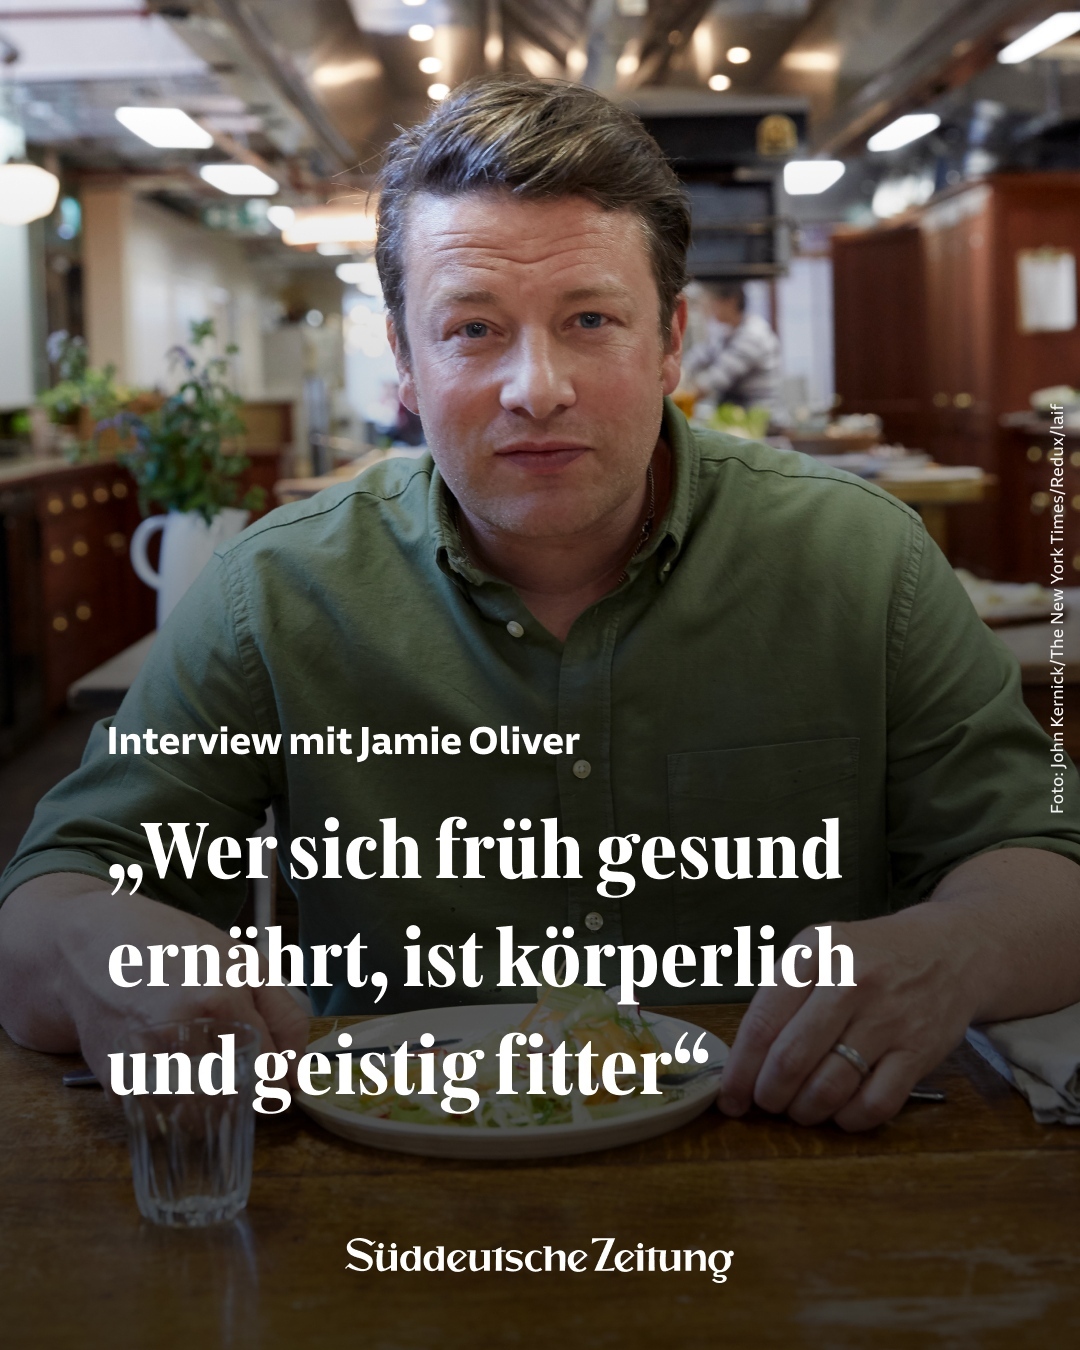 Interview mit Jamie Oliver
„Wer sich früh gesund
ernährt, ist körperlich
und geistig fitter“
Süddeutsche Zeitung
Foto: John Kernick/The New York Times/Redux/laif